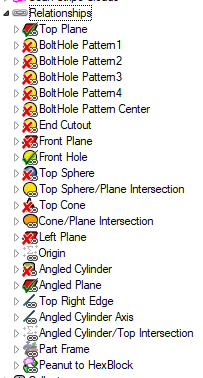 Relationships
Top Plane
BoltHole Pattern1
BoltHole Pattern2
BoltHole Pattern3
BoltHole Pattern4
BoltHole Pattern Center
End Cutout
Front Plane
Front Hole
Top Sphere
Top Sphere/Plane Intersection
Top Cone
Cone/Plane Intersection
Left Plane
Origin
Angled Cylinder
Angled Plane
Top Right Edge
Angled Cylinder Axis
Angled Cylinder/Top Intersection
Part Frame
Peanut to HexBlock